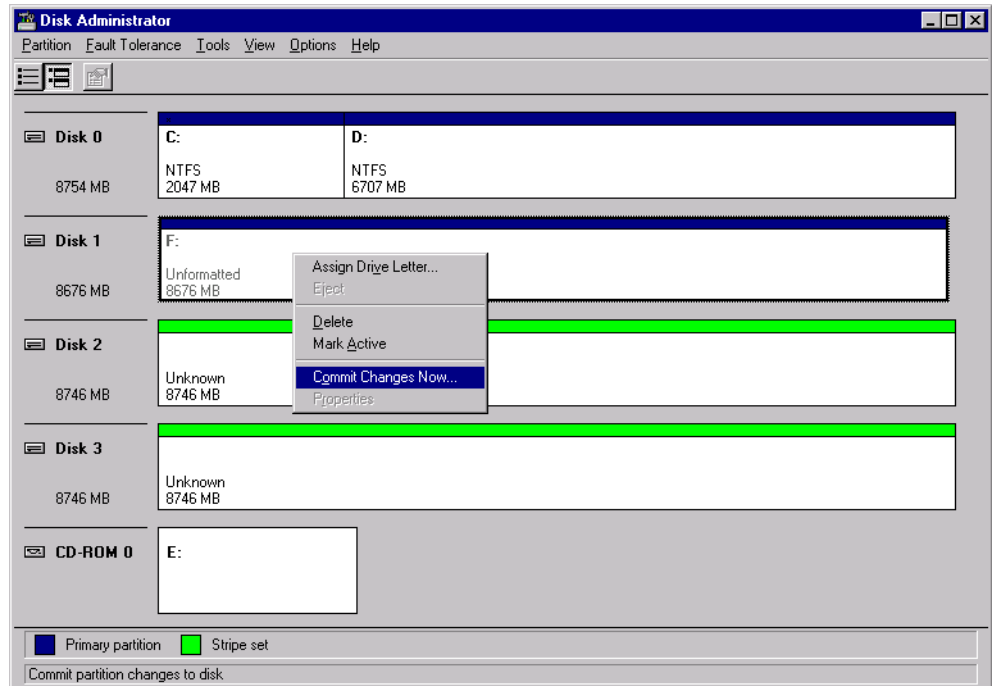 Disk Administrator
Partition Fault Tolerance Tools View Options Help
Disk 0
8754 MB
C:
NTFS
2047 MB
D:
NTFS
6707 MB
Disk 1
8676 MB
F:
Unformatted
8676 MB
Assign Drive Letter...
Eject
Delete
Mark Active
Commit Changes Now...
Properties
Disk 2
8746 MB
Unknown
8746 MB
Disk 3
8746 MB
Unknown
8746 MB
CD-ROM 0
E:
Primary partition Stripe set
Commit partition changes to disk